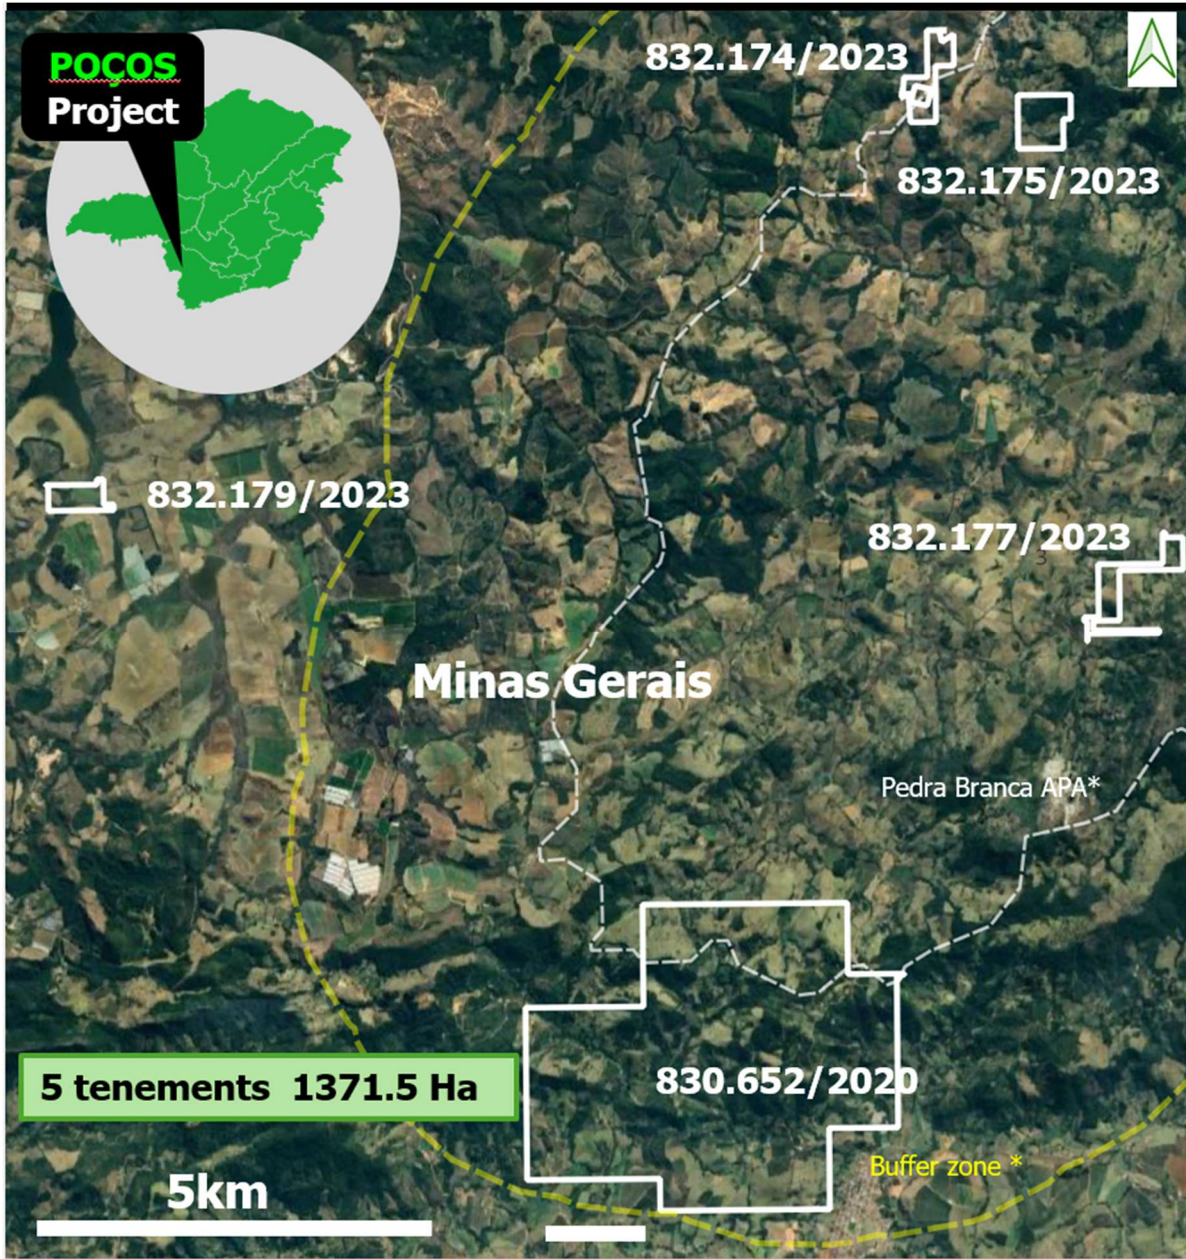 POÇOS
Project
832.174/2023
832.175/2023
832.179/2023
832.177/2023
3
Minas Gerais
Pedra Branca APA*
5 tenements 1371.5 Ha
830.652/2020
Buffer zone *
5km